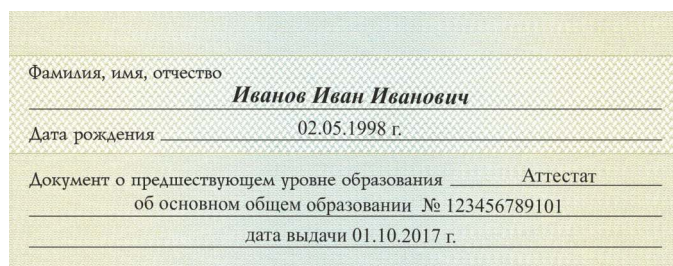 Фамилия, имя, отчество
Иванов Иван Иванович
Дата рождения 02.05.1998 г.
Документ о предшествующем уровне образования Аттестат
об основном общем образовании № 123456789101
дата выдачи 01.10.2017 г.